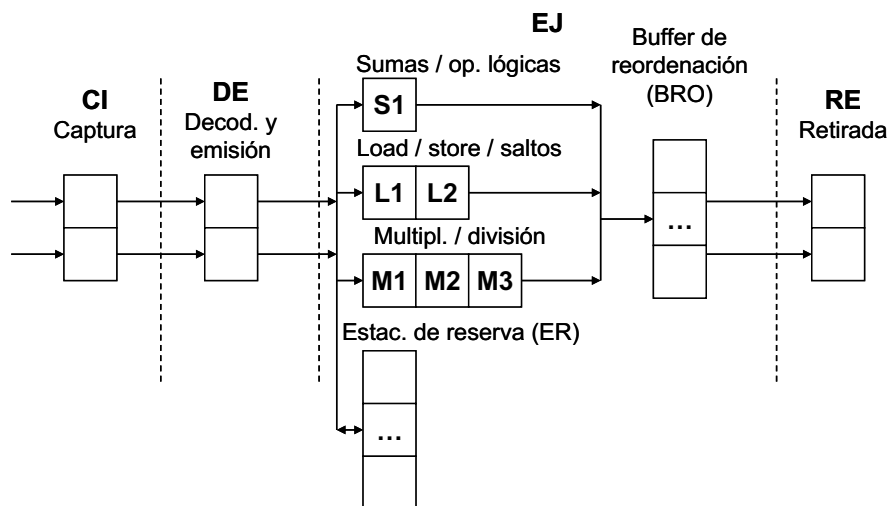 EJ
Buffer de
reordenación
(BRO)
Sumas / op. lógicas
CI
Captura
DE
Decod. y
emisión
S1
RE
Retirada
Load / store / saltos
L1 L2
...
Multipl. / división
M1 M2 M3
Estac. de reserva (ER)
...